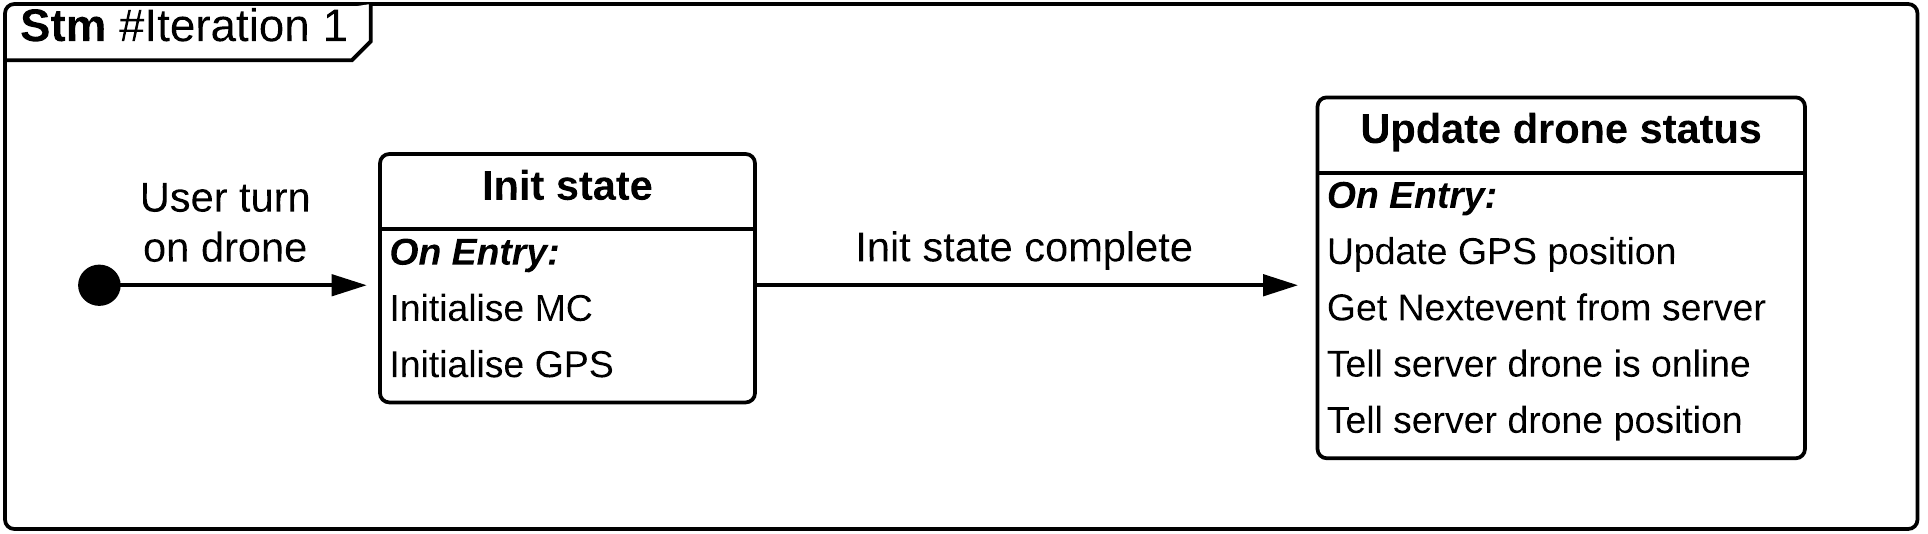 Stm #Iteration 1
User turn
on drone
Init state
On Entry:
Initialise MC
Initialise GPS
Init state complete
Update drone status
On Entry:
Update GPS position
Get Nextevent from server
Tell server drone is online
Tell server drone position